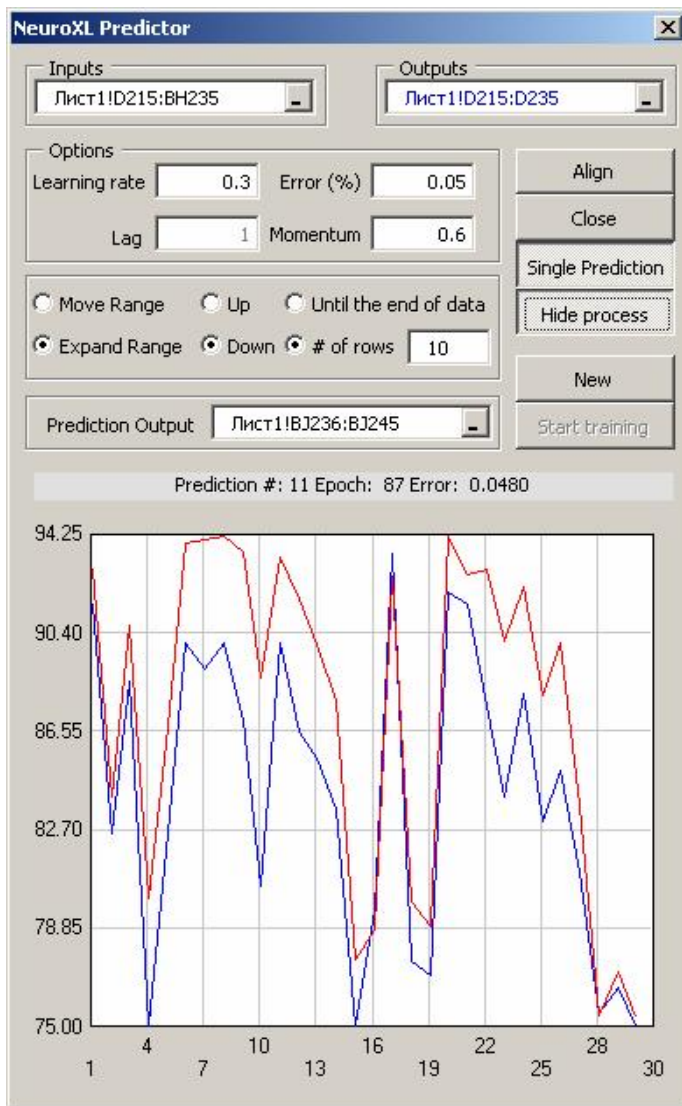 NeuroXL Predictor
Inputs
Лист1!D215:BH235
Outputs
Лист1!D215:D235
Options
Learning rate 0.3 Error (%) 0.05
Lag 1 Momentum 0.6
Align
Close
Single Prediction
Hide process
Move Range Up Until the end of data
Expand Range Down # of rows 10
New
Prediction Output Лист1!BJ236:BJ245
Start training
Prediction #: 11 Epoch: 87 Error: 0.0480
94.25
90.40
86.55
82.70
78.85
75.00
4 10 16 22 28
1 7 13 19 25 30